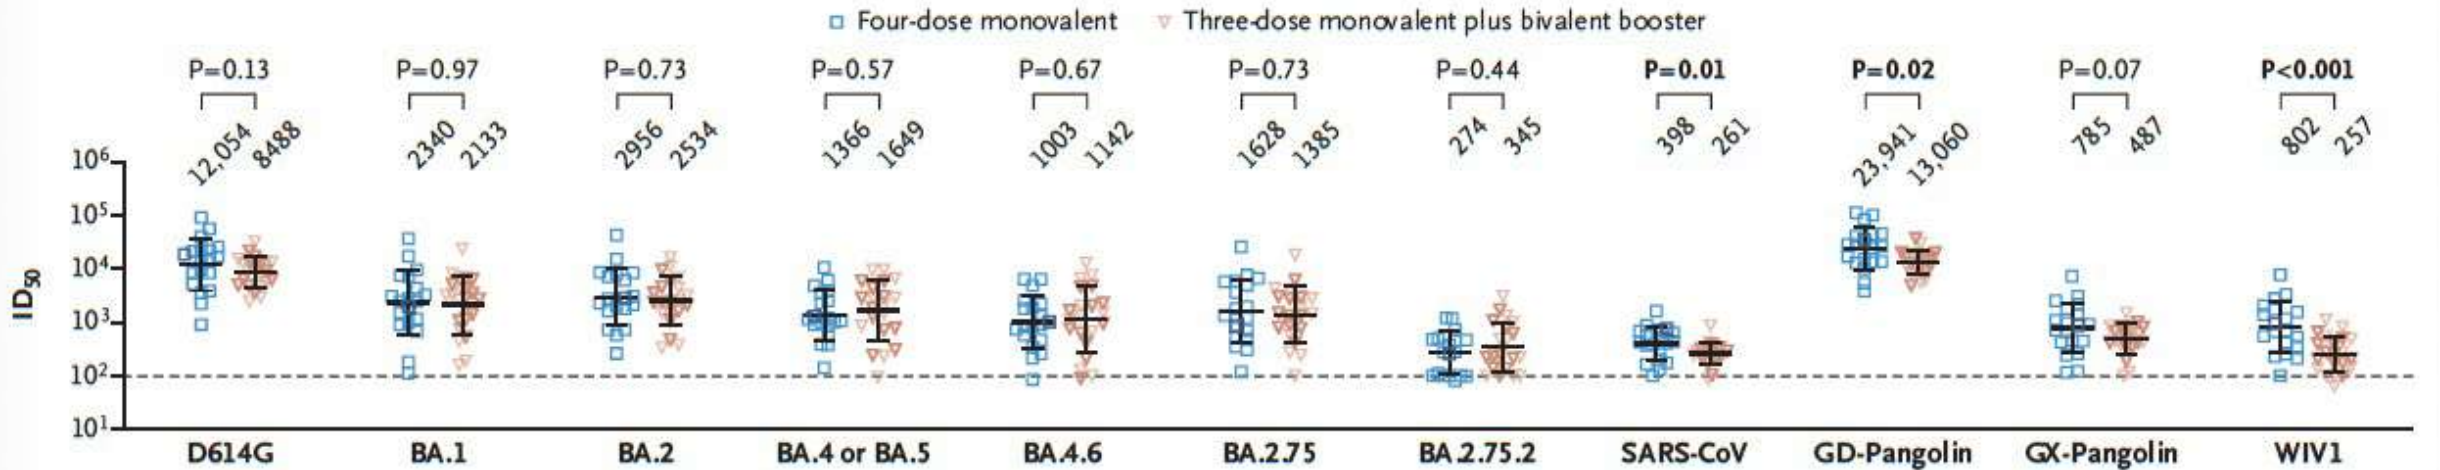 Four-dose monovalent Three-dose monovalent plus bivalent booster
P=0.13 P=0.97 P=0.73 P=0.57 P=0.67 P=0.73 P=0.44 P=0.01 P=0.02 P=0.07 P<0.001
12,054 8488 2340 2133 2956 2534 1366 1649 1003 1142 1628 1385 274 345 398 261 23,941 13,060 785 487 802 257
ID50
10⁶
10⁵
10⁴
10³
10²
10¹
D614G BA.1 BA.2 BA.4 or BA.5 BA.4.6 BA.2.75 BA.2.75.2 SARS-CoV GD-Pangolin GX-Pangolin WIV1